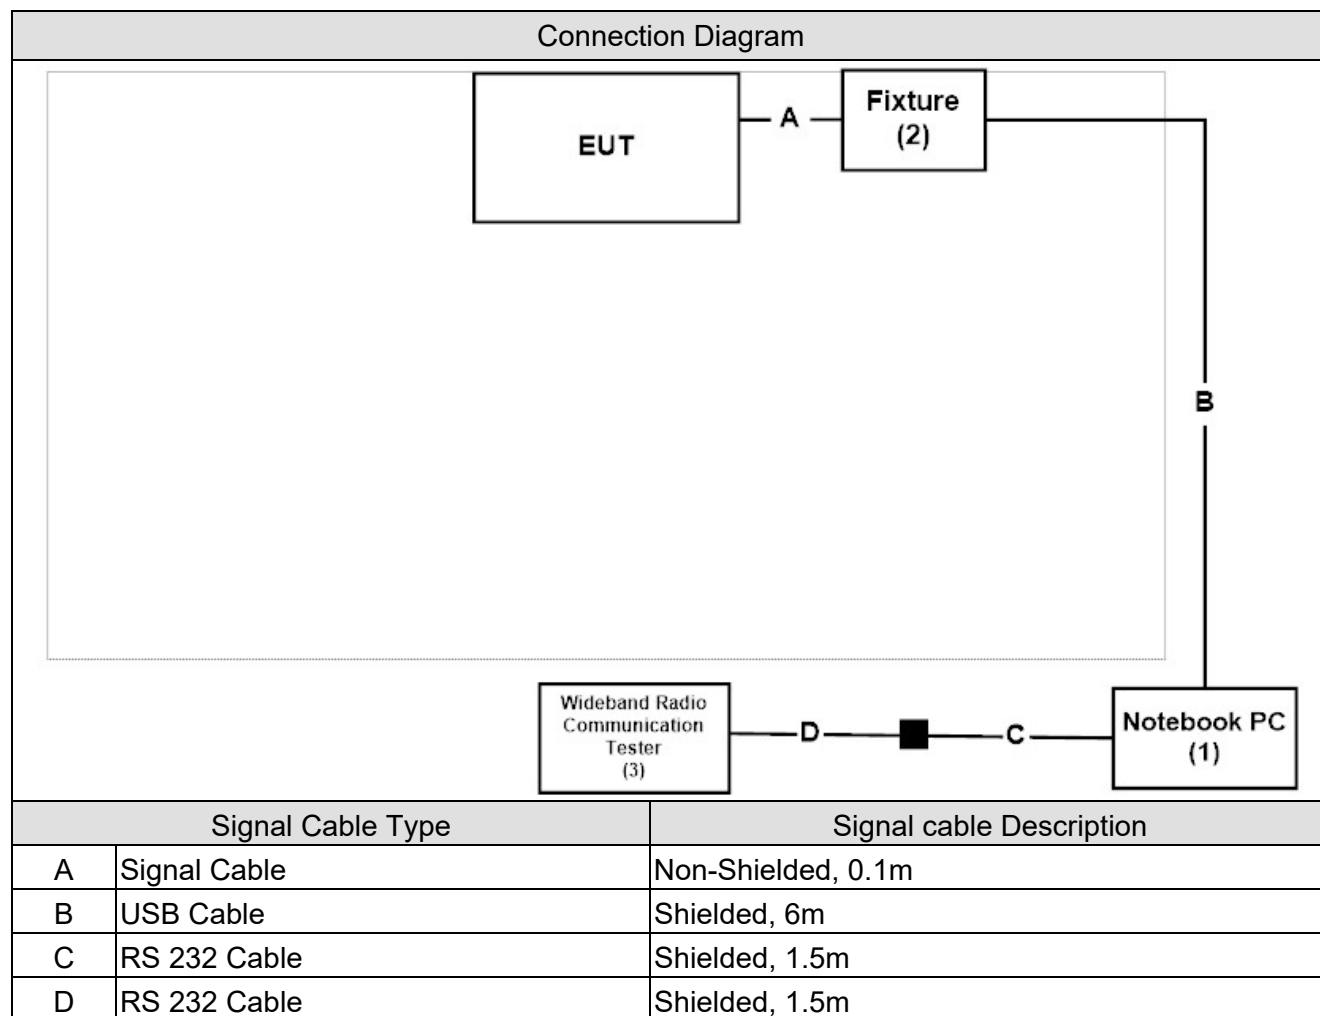 Connection Diagram
EUT
A
Fixture
(2)
B
Wideband Radio
Communication
Tester
(3)
D
C
Notebook PC
(1)
Signal Cable Type
Signal cable Description
A
Signal Cable
Non-Shielded, 0.1m
B
USB Cable
Shielded, 6m
C
RS 232 Cable
Shielded, 1.5m
D
RS 232 Cable
Shielded, 1.5m